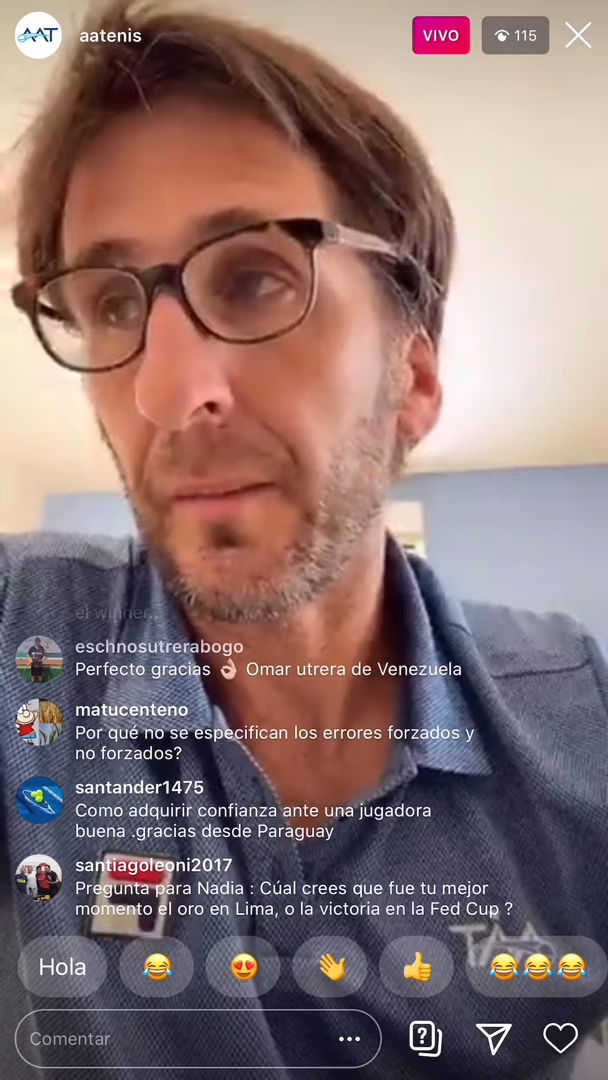 AAT
aatenis
VIVO
115
el winner..
eschnosutrerabogo
Perfecto gracias 👌🏻 Omar utrera de Venezuela
matucenteno
Por qué no se especifican los errores forzados y
no forzados?
santander1475
Como adquirir confianza ante una jugadora
buena .gracias desde Paraguay
santiagoleoni2017
Pregunta para Nadia : Cúal crees que fue tu mejor
momento el oro en Lima, o la victoria en la Fed Cup ?
Hola
😂
😍
👋
👍
😂😂😂
Comentar